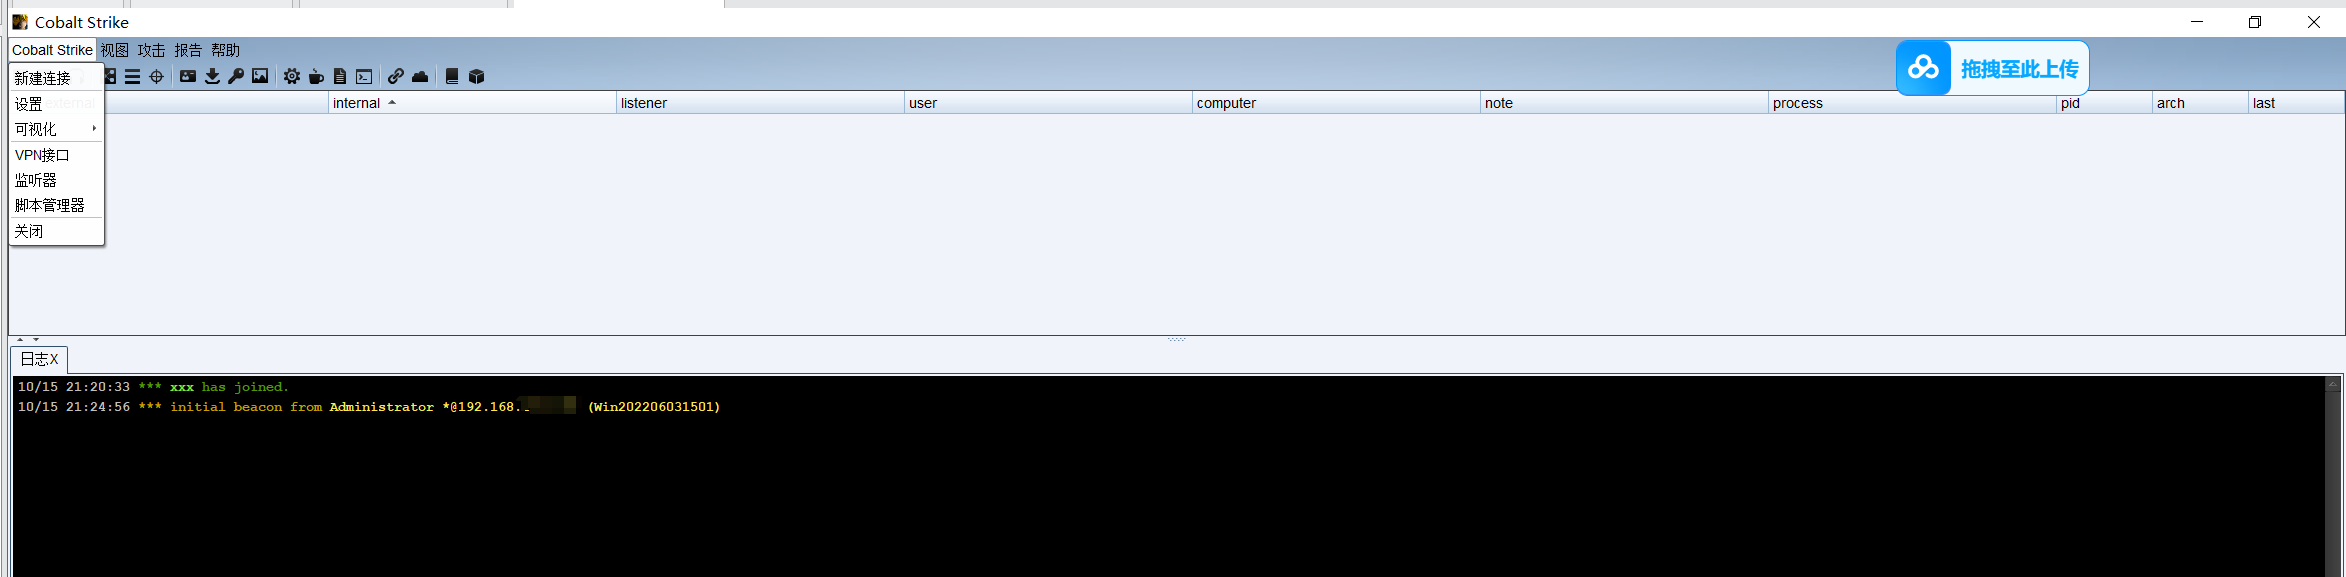 Cobalt Strike
Cobalt Strike 视图 攻击 报告 帮助
拖拽至此上传
新建连接
设置
可视化
VPN接口
监听器
脚本管理器
关闭
internal listener user computer note process pid arch last
日志X
10/15 21:20:33 *** xxx has joined.
10/15 21:24:56 *** initial beacon from Administrator *@192.168. (Win202206031501)